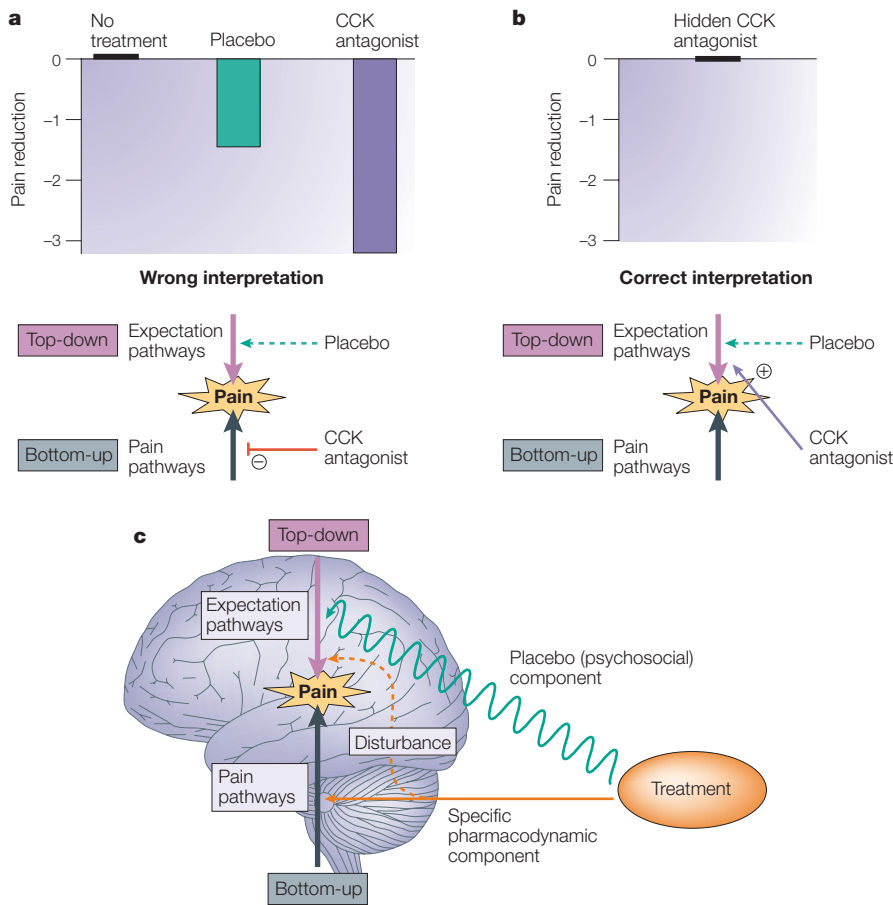 a
No
treatment
Placebo
CCK
antagonist
Pain reduction
0
–1
–2
–3
Wrong interpretation
Top-down
Expectation
pathways
Placebo
Pain
Bottom-up
Pain
pathways
–
CCK
antagonist
b
Hidden CCK
antagonist
Pain reduction
0
–1
–2
–3
Correct interpretation
Top-down
Expectation
pathways
Placebo
+
Pain
Bottom-up
Pain
pathways
CCK
antagonist
c
Top-down
Expectation
pathways
Placebo (psychosocial)
component
Pain
Disturbance
Pain
pathways
Treatment
Specific
pharmacodynamic
component
Bottom-up